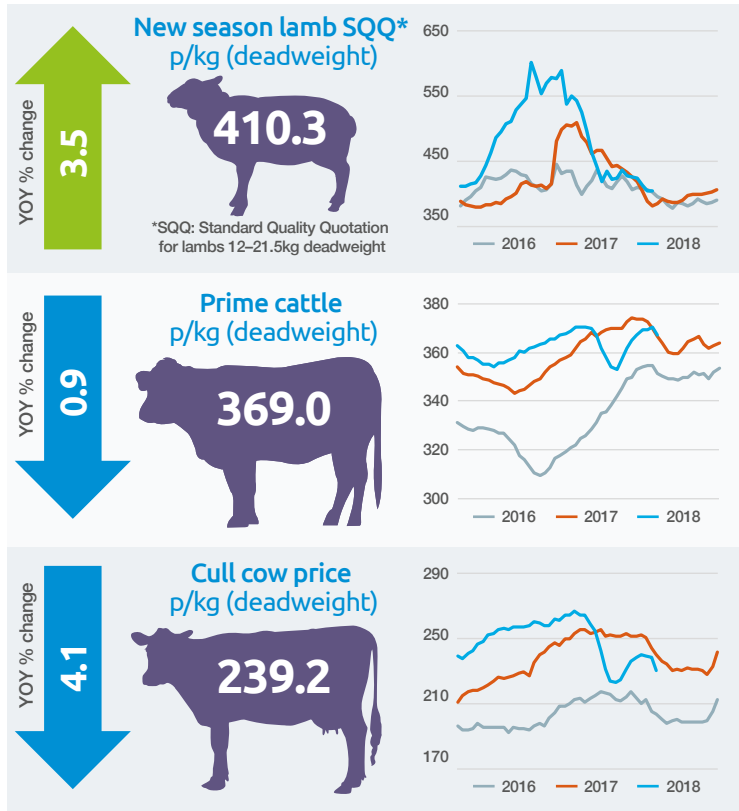 New season lamb SQQ*
p/kg (deadweight)
YOY % change
3.5
410.3
*SQQ: Standard Quality Quotation
for lambs 12–21.5kg deadweight
650
550
450
350
2016
2017
2018
Prime cattle
p/kg (deadweight)
YOY % change
0.9
369.0
380
360
340
320
300
2016
2017
2018
Cull cow price
p/kg (deadweight)
YOY % change
4.1
239.2
290
250
210
170
2016
2017
2018